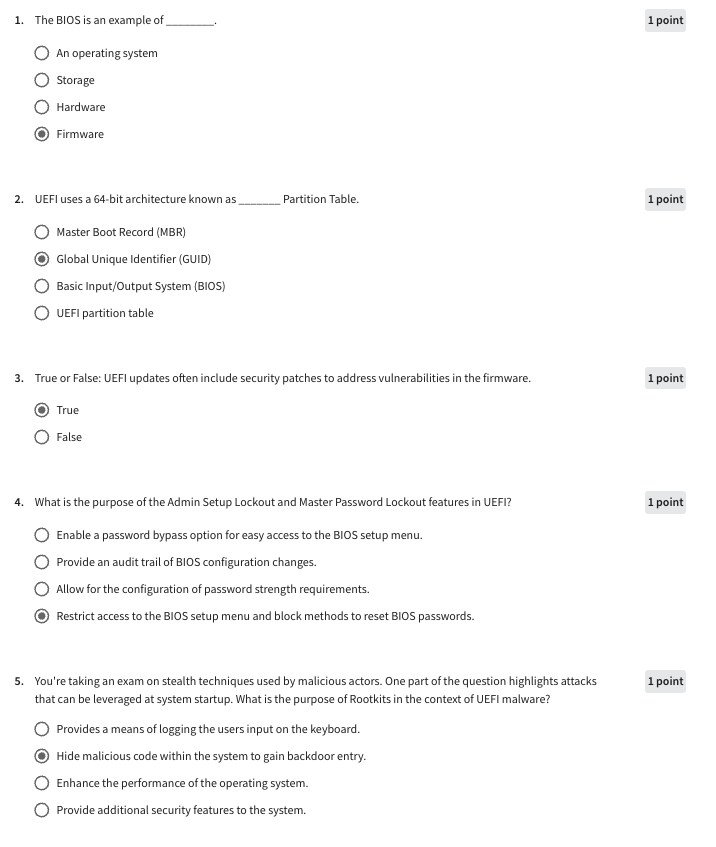 1. The BIOS is an example of ________. 1 point
An operating system
Storage
Hardware
Firmware
2. UEFI uses a 64-bit architecture known as _______ Partition Table. 1 point
Master Boot Record (MBR)
Global Unique Identifier (GUID)
Basic Input/Output System (BIOS)
UEFI partition table
3. True or False: UEFI updates often include security patches to address vulnerabilities in the firmware. 1 point
True
False
4. What is the purpose of the Admin Setup Lockout and Master Password Lockout features in UEFI? 1 point
Enable a password bypass option for easy access to the BIOS setup menu.
Provide an audit trail of BIOS configuration changes.
Allow for the configuration of password strength requirements.
Restrict access to the BIOS setup menu and block methods to reset BIOS passwords.
5. You're taking an exam on stealth techniques used by malicious actors. One part of the question highlights attacks 1 point
that can be leveraged at system startup. What is the purpose of Rootkits in the context of UEFI malware?
Provides a means of logging the users input on the keyboard.
Hide malicious code within the system to gain backdoor entry.
Enhance the performance of the operating system.
Provide additional security features to the system.